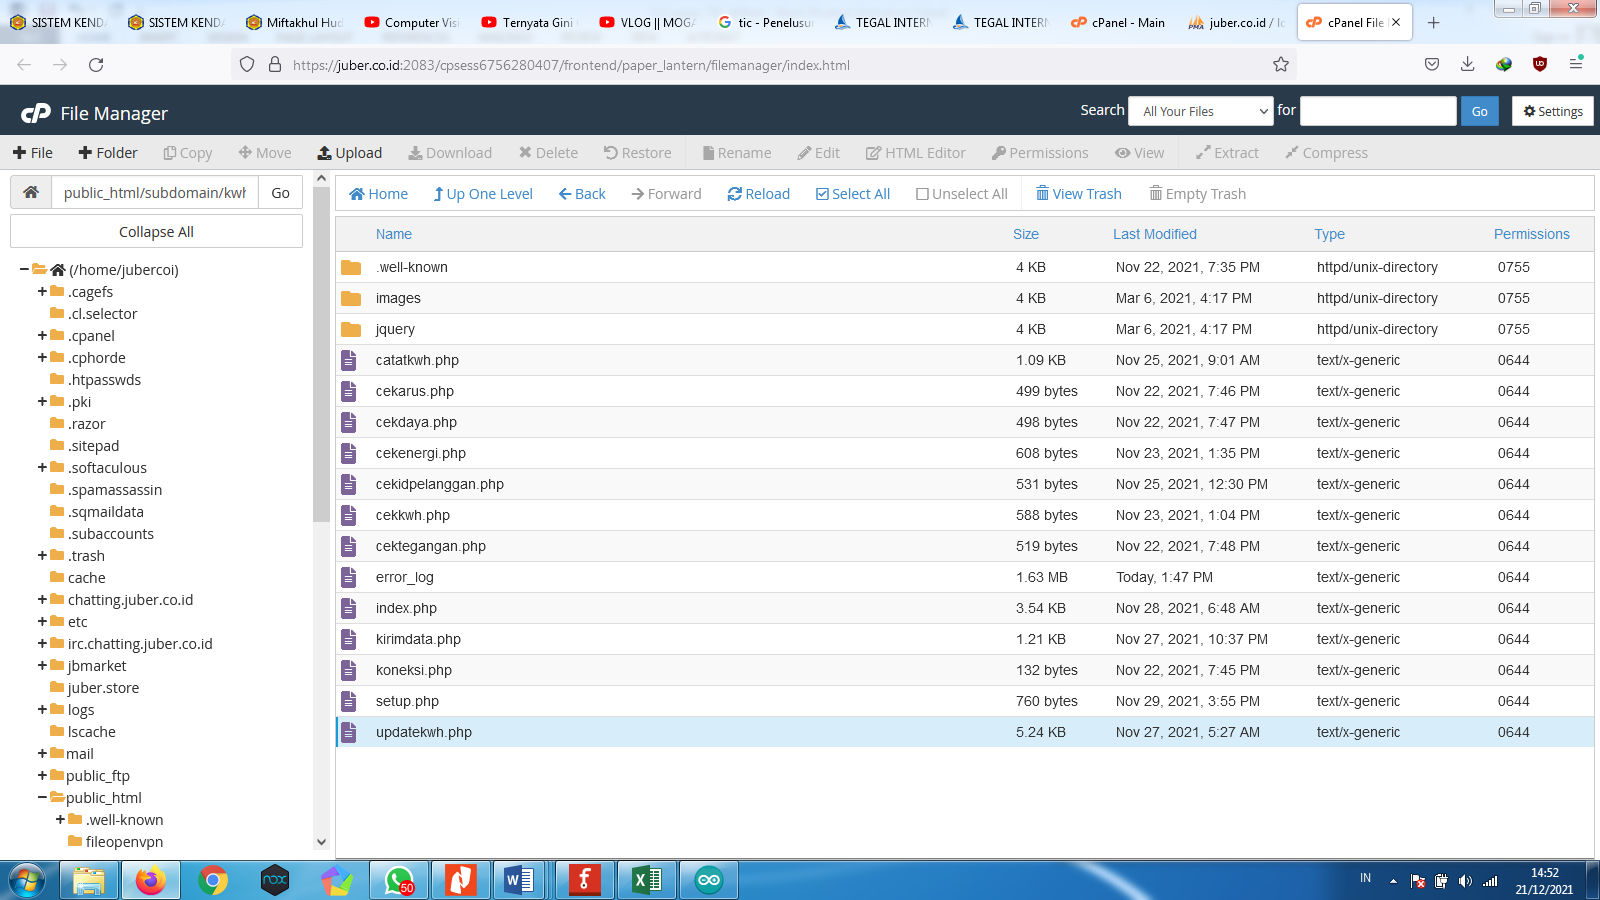 SISTEM KENDA
SISTEM KENDA
Miftakhul Hud
Computer Visi
Ternyata Gini
VLOG || MOGA
tic - Penelusur
TEGAL INTERN
TEGAL INTERN
cPanel - Main
juber.co.id / lo
cPanel File
https://juber.co.id:2083/cpsess6756280407/frontend/paper_lantern/filemanager/index.html
cP File Manager
Search All Your Files for Go Settings
File Folder Copy Move Upload Download Delete Restore Rename Edit HTML Editor Permissions View Extract Compress
public_html/subdomain/kwh Go
Home Up One Level Back Forward Reload Select All Unselect All View Trash Empty Trash
Collapse All
(/home/jubercoi)
.cagefs
.cl.selector
.cpanel
.cphorde
.htpasswds
.pki
.razor
.sitepad
.softaculous
.spamassassin
.sqmaildata
.subaccounts
.trash
cache
chatting.juber.co.id
etc
irc.chatting.juber.co.id
jbmarket
juber.store
logs
lscache
mail
public_ftp
public_html
.well-known
fileopenvpn
Name Size Last Modified Type Permissions
.well-known 4 KB Nov 22, 2021, 7:35 PM httpd/unix-directory 0755
images 4 KB Mar 6, 2021, 4:17 PM httpd/unix-directory 0755
jquery 4 KB Mar 6, 2021, 4:17 PM httpd/unix-directory 0755
catatkwh.php 1.09 KB Nov 25, 2021, 9:01 AM text/x-generic 0644
cekarus.php 499 bytes Nov 22, 2021, 7:46 PM text/x-generic 0644
cekdaya.php 498 bytes Nov 22, 2021, 7:47 PM text/x-generic 0644
cekenergi.php 608 bytes Nov 23, 2021, 1:35 PM text/x-generic 0644
cekidpelanggan.php 531 bytes Nov 25, 2021, 12:30 PM text/x-generic 0644
cekkwh.php 588 bytes Nov 23, 2021, 1:04 PM text/x-generic 0644
cektegangan.php 519 bytes Nov 22, 2021, 7:48 PM text/x-generic 0644
error_log 1.63 MB Today, 1:47 PM text/x-generic 0644
index.php 3.54 KB Nov 28, 2021, 6:48 AM text/x-generic 0644
kirimdata.php 1.21 KB Nov 27, 2021, 10:37 PM text/x-generic 0644
koneksi.php 132 bytes Nov 22, 2021, 7:45 PM text/x-generic 0644
setup.php 760 bytes Nov 29, 2021, 3:55 PM text/x-generic 0644
updatekwh.php 5.24 KB Nov 27, 2021, 5:27 AM text/x-generic 0644
nox
50
IN
14:52
21/12/2021